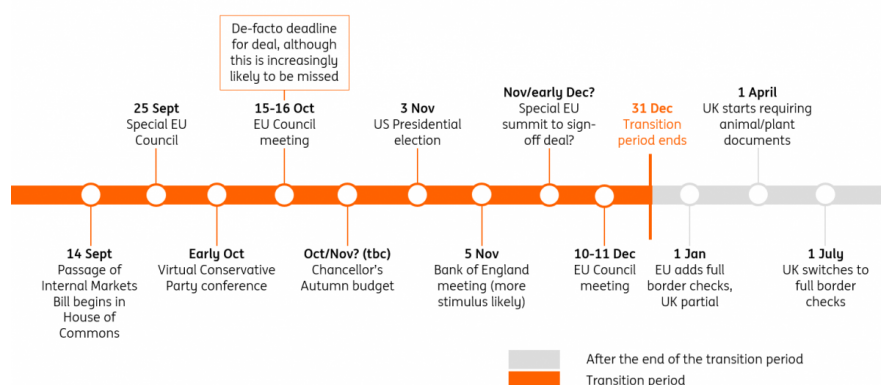 De-facto deadline
for deal, although
this is increasingly
likely to be missed
25 Sept
Special EU
Council
15-16 Oct
EU Council
meeting
3 Nov
US Presidential
election
Nov/early Dec?
Special EU
summit to sign-
off deal?
31 Dec
Transition
period ends
1 April
UK starts requiring
animal/plant
documents
14 Sept
Passage of
Internal Markets
Bill begins in
House of
Commons
Early Oct
Virtual Conservative
Party conference
Oct/Nov? (tbc)
Chancellor's
Autumn budget
5 Nov
Bank of England
meeting (more
stimulus likely)
10-11 Dec
EU Council
meeting
1 Jan
EU adds full
border checks,
UK partial
1 July
UK switches to
full border
checks
After the end of the transition period
Transition period